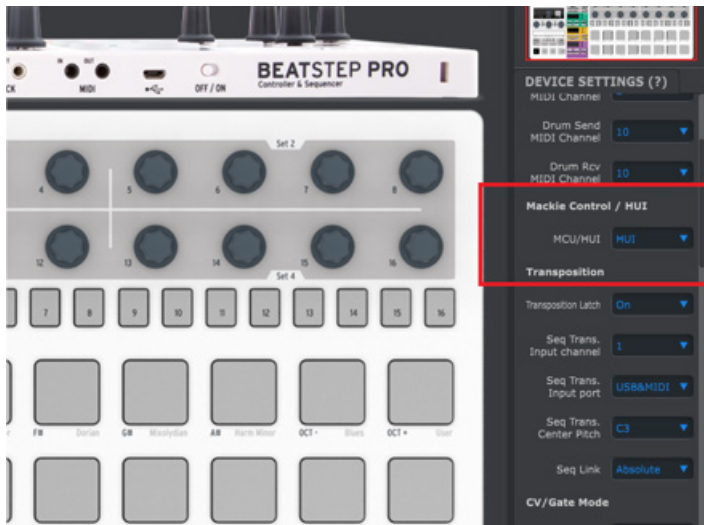 CK
IN
OUT
MIDI
OFF / ON
BEATSTEP PRO
Controller & Sequencer
Set 2
4 5 6 7 8
12 13 14 15 16
Set 4
7 8 9 10 11 12 13 14 15 16
F# Dorian G# Mixolydian A# Harm Minor OCT - Blues OCT + User
DEVICE SETTINGS (?)
MIDI Channel
Drum Send
MIDI Channel 10
Drum Rcv
MIDI Channel 10
Mackie Control / HUI
MCU/HUI HUI
Transposition
Transposition Latch On
Seq Trans.
Input channel 1
Seq Trans.
Input port USB&MIDI
Seq Trans.
Center Pitch C3
Seq Link Absolute
CV/Gate Mode